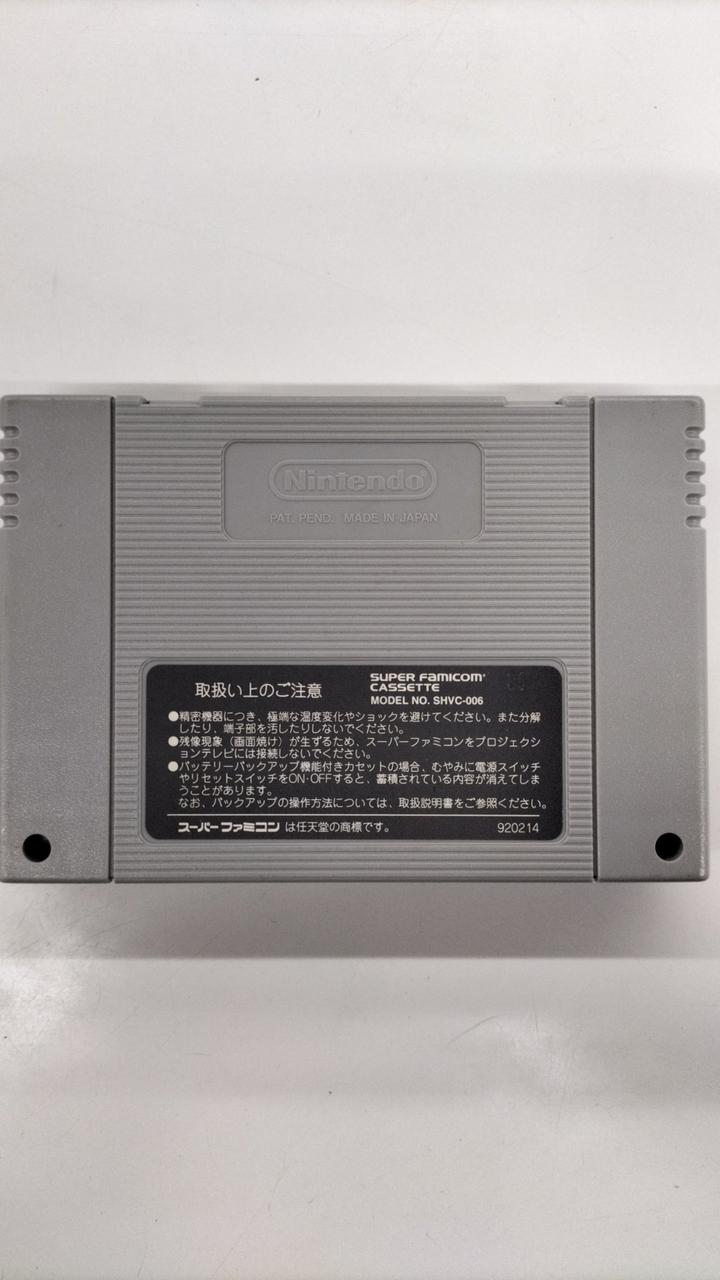 Nintendo
PAT. PEND. MADE IN JAPAN
取扱い上のご注意
SUPER FAMICOM
CASSETTE
MODEL NO. SHVC-006
●精密機器につき、極端な温度変化やショックを避けてください。また分解
したり、端子部を汚したりしないでください。
●残像現象（画面焼け）が生ずるため、スーパーファミコンをプロジェクシ
ョンテレビには接続しないでください。
●バッテリーバックアップ機能付きカセットの場合、むやみに電源スイッチ
やリセットスイッチをON·OFFすると、蓄積されている内容が消えてしま
うことがあります。
なお、バックアップの操作方法については、取扱説明書をご参照ください。
スーパーファミコン は任天堂の商標です。 920214